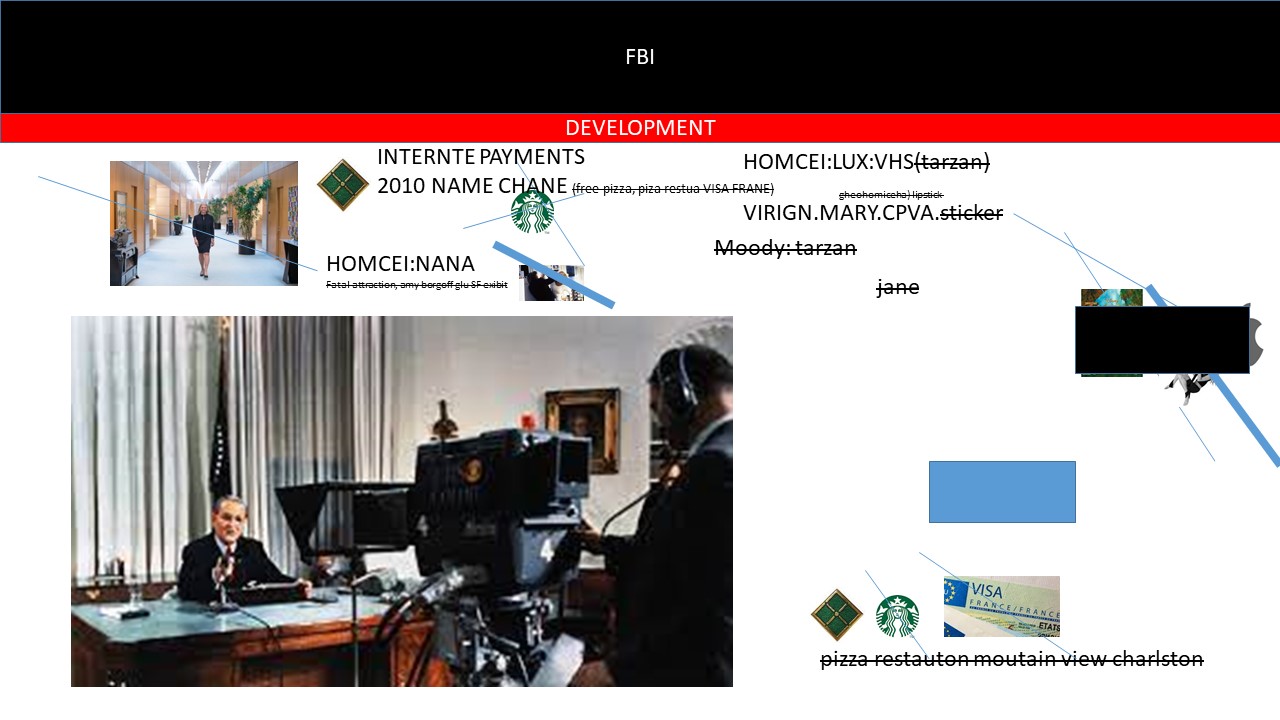 FBI
DEVELOPMENT
INTERNTE PAYMENTS
2010 NAME CHANE (free pizza, piza restua VISA FRANE)
HOMCEI:NANA
Fatal attraction, amy borgoff glu SF exibit
HOMCEI:LUX:VHS(tarzan)
gheohomiceha) lipstick
VIRIGN.MARY.CPVA.sticker
Moody: tarzan
jane
4
VISA
FRANCE/FRANCE
ETATS
pizza restauton moutain view charlston